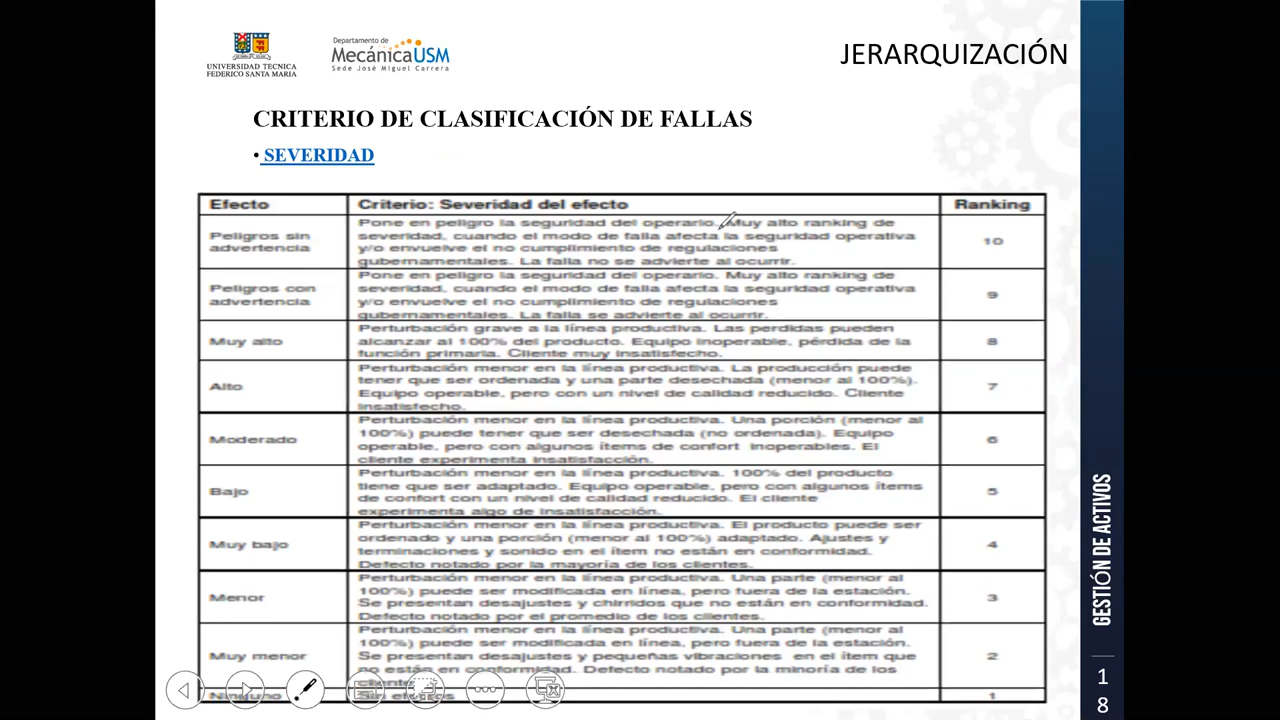 UNIVERSIDAD TECNICA
FEDERICO SANTA MARIA
Departamento de
MecánicaUSM
Sede José Miguel Carrera
JERARQUIZACIÓN
CRITERIO DE CLASIFICACIÓN DE FALLAS
• SEVERIDAD
Efecto
Criterio: Severidad del efecto
Ranking
Peligros sin
advertencia
Pone en peligro la seguridad del operario. Muy alto ranking de
severidad, cuando el modo de falla afecta la seguridad operativa
y/o envuelve el no cumplimiento de regulaciones
gubernamentales. La falla no se advierte al ocurrir.
10
Peligros con
advertencia
Pone en peligro la seguridad del operario. Muy alto ranking de
severidad, cuando el modo de falla afecta la seguridad operativa
y/o envuelve el no cumplimiento de regulaciones
gubernamentales. La falla se advierte al ocurrir.
9
Muy alto
Perturbación grave a la línea productiva. Las perdidas pueden
alcanzar al 100% del producto. Equipo inoperable, pérdida de la
función primaria. Cliente muy insatisfecho.
8
Alto
Perturbación menor en la línea productiva. La producción puede
tener que ser ordenada y una parte desechada (menor al 100%).
Equipo operable, pero con un nivel de calidad reducido. Cliente
insatisfecho.
7
Moderado
Perturbación menor en la línea productiva. Una porción (menor al
100%) puede tener que ser desechada (no ordenada). Equipo
operable, pero con algunos ítems de confort inoperables. El
cliente experimenta insatisfacción.
6
Bajo
Perturbación menor en la línea productiva. 100% del producto
tiene que ser adaptado. Equipo operable, pero con algunos ítems
de confort con un nivel de calidad reducido. El cliente
experimenta algo de insatisfacción.
5
Muy bajo
Perturbación menor en la línea productiva. El producto puede ser
ordenado y una porción (menor al 100%) adaptado. Ajustes y
terminaciones y sonido en el ítem no están en conformidad.
Defecto notado por la mayoría de los clientes.
4
Menor
Perturbación menor en la línea productiva. Una parte (menor al
100%) puede ser modificada en línea, pero fuera de la estación.
Se presentan desajustes y chirridos que no están en conformidad.
Defecto notado por el promedio de los clientes.
3
Muy menor
Perturbación menor en la línea productiva. Una parte (menor al
100%) puede ser modificada en línea, pero fuera de la estación.
Se presentan desajustes y pequeñas vibraciones en el ítem que
no están en conformidad. Defecto notado por la minoría de los
clientes
2
Ninguno
Sin efectos
1
GESTIÓN DE ACTIVOS
1
8